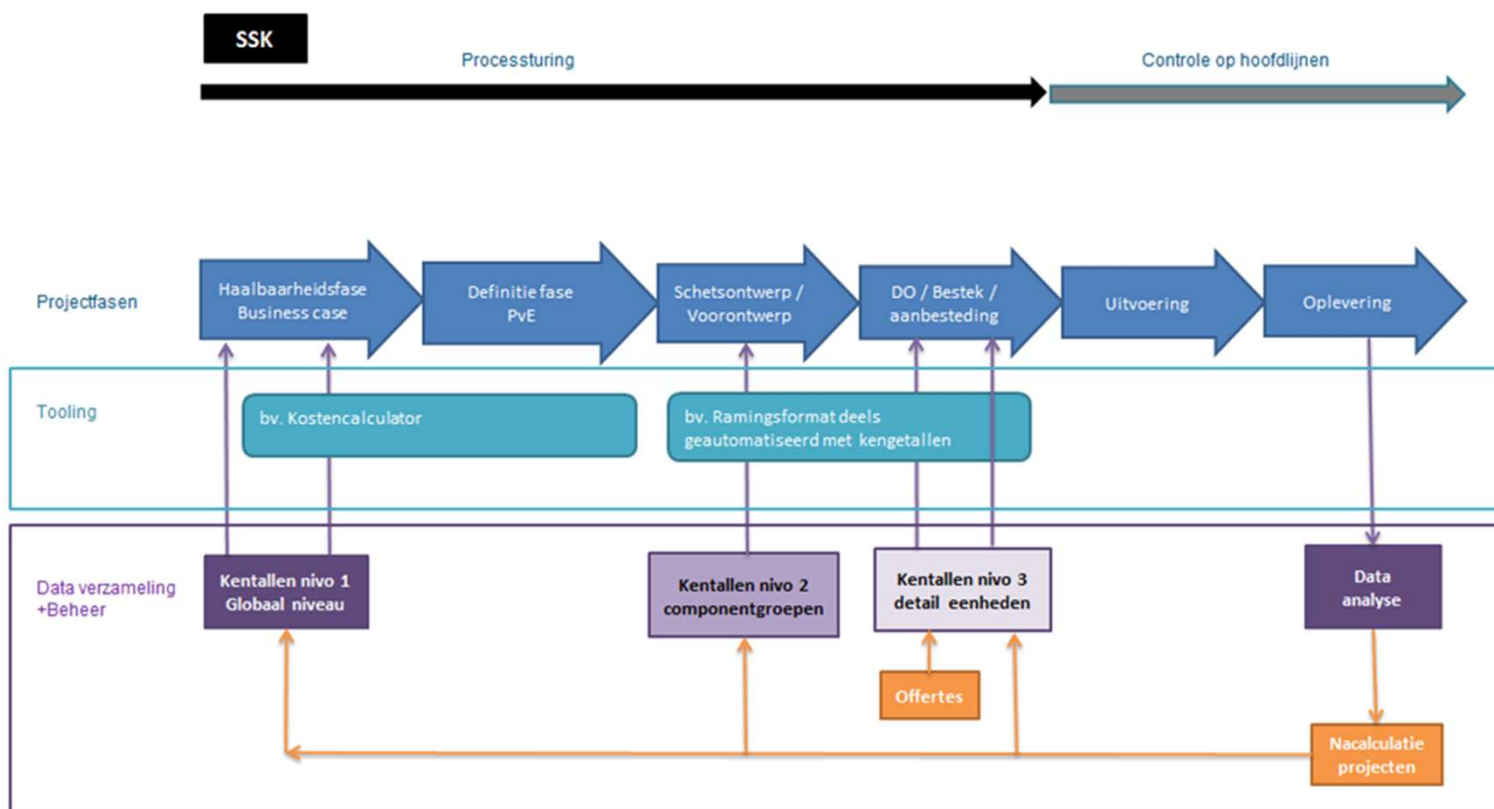 SSK
Processturing
Controle op hoofdlijnen
Projectfasen
Haalbaarheidsfase
Business case
Definitie fase
PvE
Schetsontwerp /
Voorontwerp
DO / Bestek /
aanbesteding
Uitvoering
Oplevering
Tooling
bv. Kostencalculator
bv. Ramingsformat deels
geautomatiseerd met kengetallen
Data verzameling
+Beheer
Kentallen nivo 1
Globaal niveau
Kentallen nivo 2
componentgroepen
Kentallen nivo 3
detail eenheden
Data
analyse
Offertes
Nacalculatie
projecten